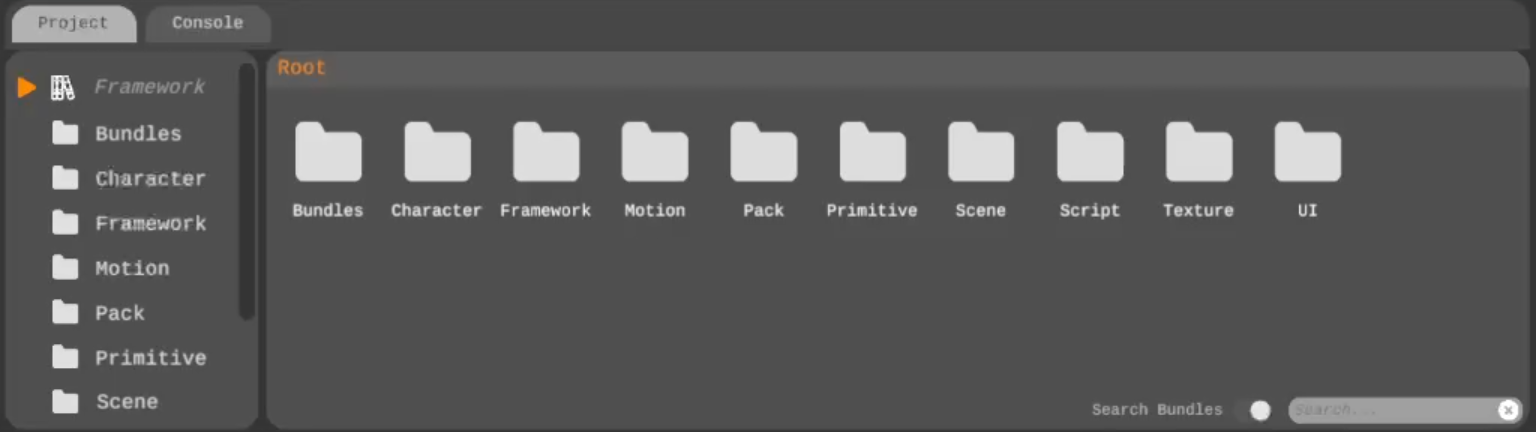 Project Console
Framework
Bundles
Character
Framework
Motion
Pack
Primitive
Scene
Root
Bundles Character Framework Motion Pack Primitive Scene Script Texture UI
Search Bundles Search...